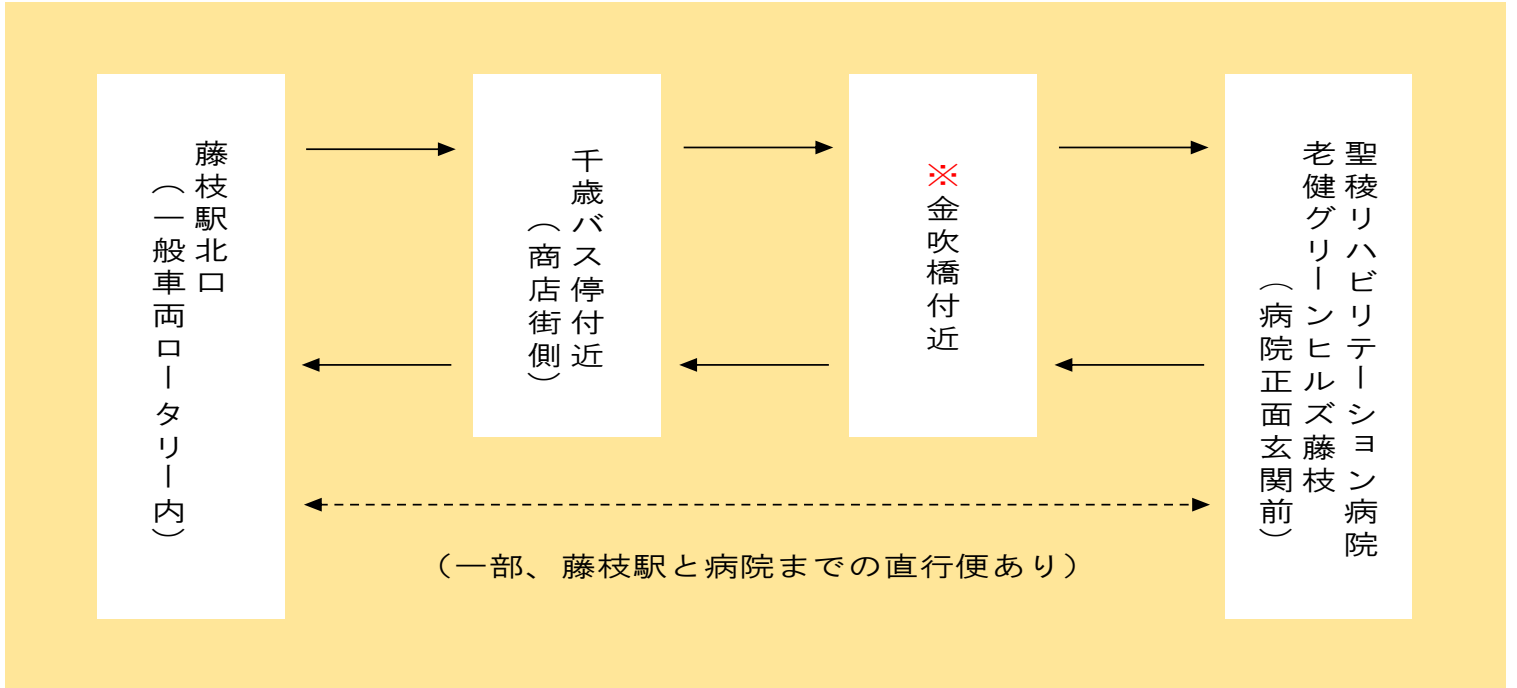 藤枝駅北口
（一般車両ロータリー内）
千歳バス停付近
（商店街側）
※金吹橋付近
聖稜リハビリテーション病院
老健グリーンヒルズ藤枝
（病院正面玄関前）
（一部、藤枝駅と病院までの直行便あり）